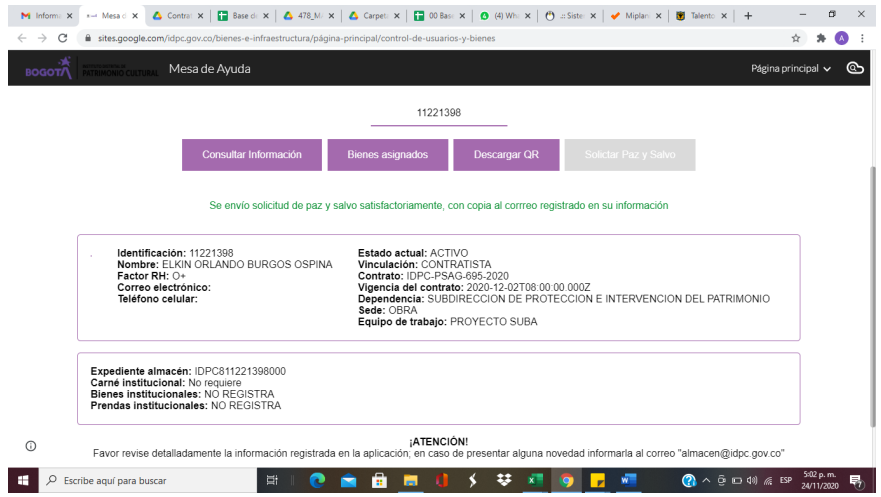 Informa
Mesa d
Contrat
Base de
478_M
Carpeta
00 Bas
(4) Wh
.:: Siste
Miplan
Talento
sites.google.com/idpc.gov.co/bienes-e-infraestructura/página-principal/control-de-usuarios-y-bienes
BOGOTÁ
PATRIMONIO CULTURAL
Mesa de Ayuda
Página principal
11221398
Consultar Información
Bienes asignados
Descargar QR
Solictar Paz y Salvo
Se envío solicitud de paz y salvo satisfactoriamente, con copia al corrreo registrado en su información
Identificación: 11221398
Nombre: ELKIN ORLANDO BURGOS OSPINA
Factor RH: O+
Correo electrónico:
Teléfono celular:
Estado actual: ACTIVO
Vinculación: CONTRATISTA
Contrato: IDPC-PSAG-695-2020
Vigencia del contrato: 2020-12-02T08:00:00.000Z
Dependencia: SUBDIRECCION DE PROTECCION E INTERVENCION DEL PATRIMONIO
Sede: OBRA
Equipo de trabajo: PROYECTO SUBA
Expediente almacén: IDPC811221398000
Carné institucional: No requiere
Bienes institucionales: NO REGISTRA
Prendas institucionales: NO REGISTRA
¡ATENCIÓN!
Favor revise detalladamente la información registrada en la aplicación, en caso de presentar alguna novedad informarla al correo "almacen@idpc.gov.co"
Escribe aquí para buscar
ESP
5:02 p. m.
24/11/2020